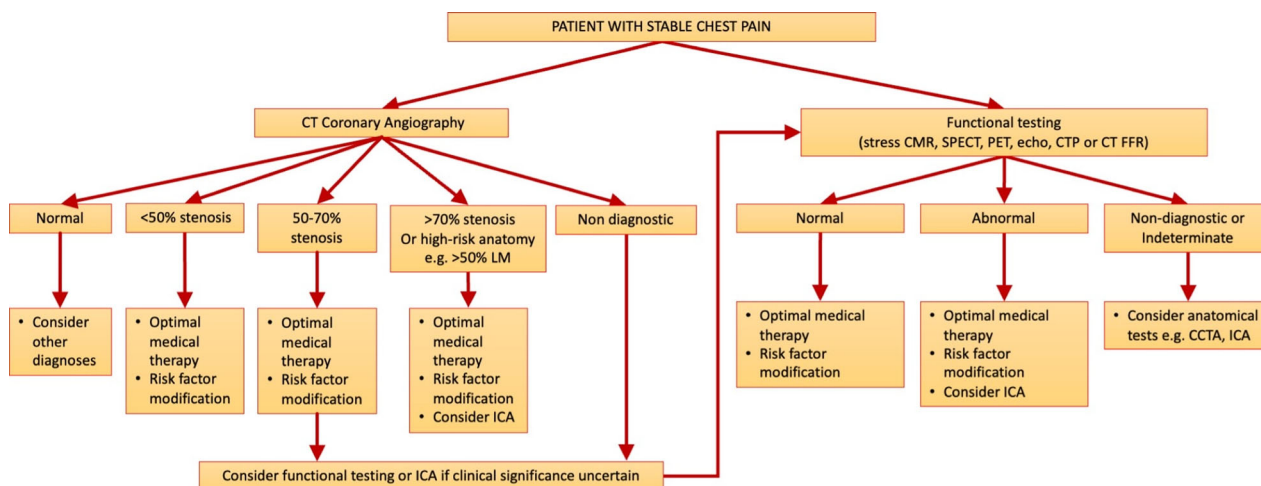 PATIENT WITH STABLE CHEST PAIN
CT Coronary Angiography
Functional testing
(stress CMR, SPECT, PET, echo, CTP or CT FFR)
Normal
<50% stenosis
50-70%
stenosis
>70% stenosis
Or high-risk anatomy
e.g. >50% LM
Non diagnostic
Normal
Abnormal
Non-diagnostic or
Indeterminate
• Consider
other
diagnoses
• Optimal
medical
therapy
• Risk factor
modification
• Optimal
medical
therapy
• Risk factor
modification
• Optimal
medical
therapy
• Risk factor
modification
• Consider ICA
• Optimal medical
therapy
• Risk factor
modification
• Optimal medical
therapy
• Risk factor
modification
• Consider ICA
• Consider anatomical
tests e.g. CCTA, ICA
Consider functional testing or ICA if clinical significance uncertain